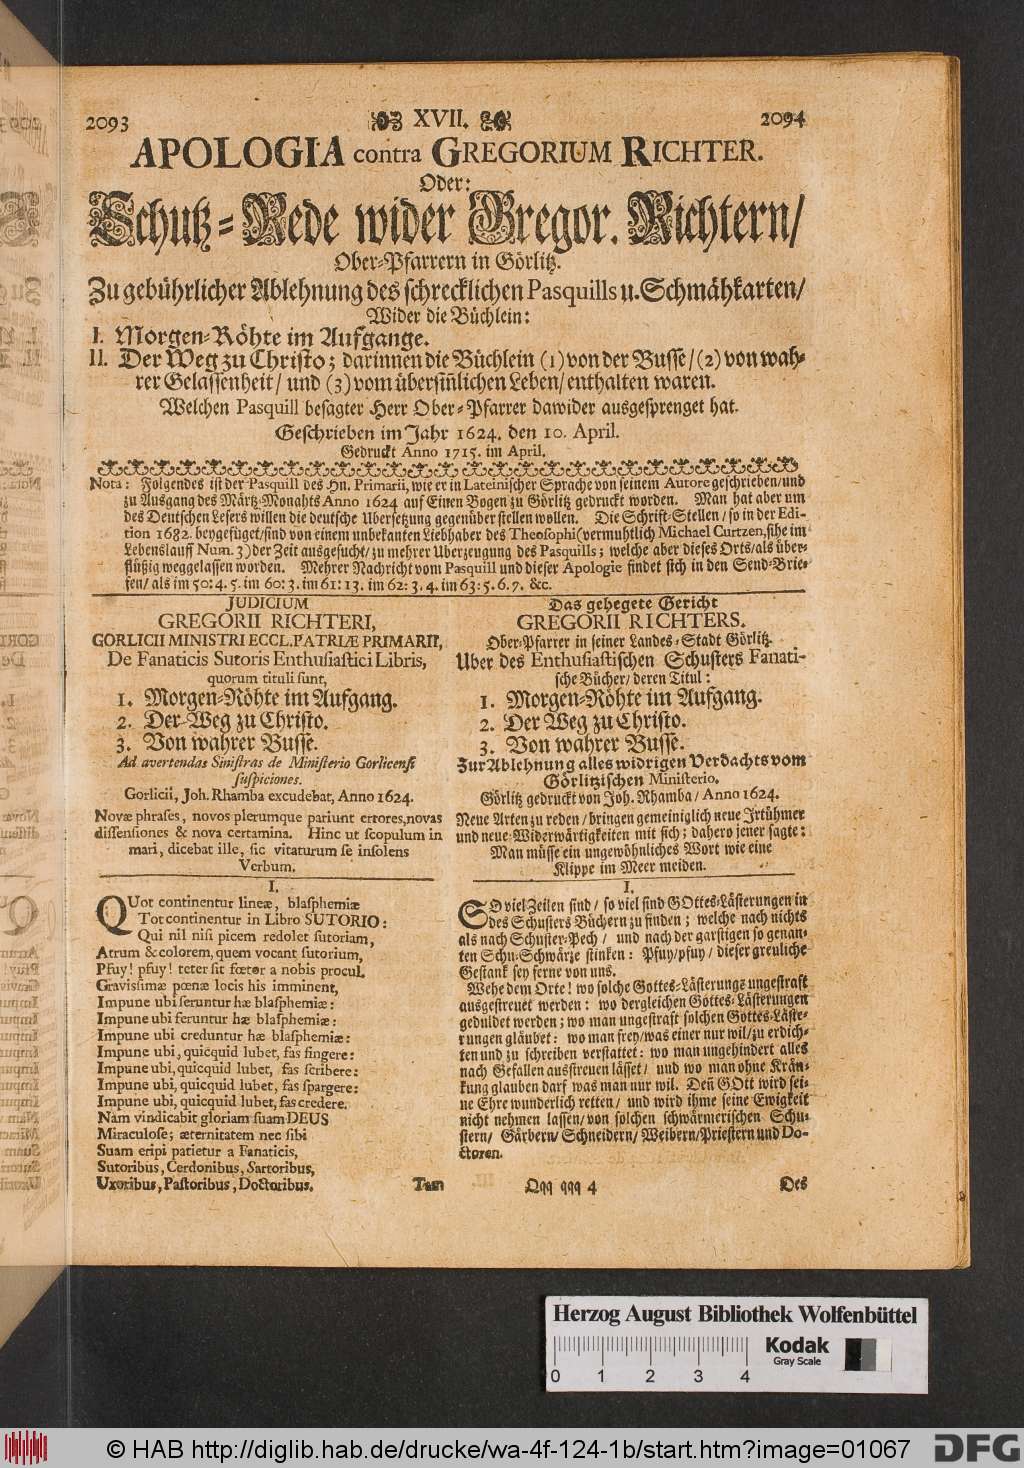 2093 XVII. 2094
APOLOGIA contra GREGORIUM RICHTER.
Oder:
Schutz-Rede wider Gregor. Richtern/
Ober-Pfarrern in Görlitz.
Zu gebührlicher Ablehnung des schrecklichen Pasquills u. Schmähkarten/
Wider die Büchlein:
I. Morgen-Röhte im Aufgange.
II. Der Weg zu Christo; darinnen die Büchlein (1) von der Busse/ (2) von wah-
rer Gelassenheit/ und (3) vom übersiñlichen Leben/ enthalten waren.
Welchen Pasquill besagter Herr Ober-Pfarrer dawider ausgesprenget hat.
Geschrieben im Jahr 1624. den 10. April.
Gedruckt Anno 1715. im April.
Nota: Folgendes ist der Pasquill des Hn. Primarii, wie er in Lateinischer Sprache von seinem Autore geschrieben/ und
zu Ausgang des Märtz-Monahts Anno 1624 auf Einen Bogen zu Görlitz gedruckt worden. Man hat aber um
des Deutschen Lesers willen die deutsche Ubersetzung gegenüber stellen wollen. Die Schrift-Stellen/ so in der Edi-
tion 1682. beygefüget/ sind von einem unbekanten Liebhaber des Theosophi (vermuhtlich Michael Curtzen, sihe im
Lebenslauff Num. 3) der Zeit ausgesucht/ zu mehrer Uberzeugung des Pasquills; welche aber dieses Orts/ als über-
flüßig weggelassen worden. Mehrer Nachricht vom Pasquill und dieser Apologie findet sich in den Send-Brie-
fen/ als im 50: 4. 5. im 60: 3. im 61: 13. im 62: 3. 4. im 63: 5. 6. 7. &c.
JUDICIUM
GREGORII RICHTERI,
GORLICII MINISTRI ECCL. PATRIÆ PRIMARII,
De Fanaticis Sutoris Enthusiastici Libris,
quorum tituli sunt,
1. Morgen-Röhte im Aufgang.
2. Der Weg zu Christo.
3. Von wahrer Busse.
Ad avertendas Sinistras de Ministerio Gorlicensi
suspiciones.
Gorlicii, Joh. Rhamba excudebat, Anno 1624.
Novæ phrases, novos plerumque pariunt errores, novas
dissensiones & nova certamina. Hinc ut scopulum in
mari, dicebat ille, sic vitaturum se insolens
Verbum.
I.
QUot continentur lineæ, blasphemiæ
Tot continentur in Libro SUTORIO:
Qui nil nisi picem redolet sutoriam,
Atrum & colorem, quem vocant sutorium,
Pfuy! pfuy! teter sit fœtor a nobis procul.
Gravissimæ pœnæ locis his imminent,
Impune ubi seruntur hæ blasphemiæ:
Impune ubi feruntur hæ blasphemiæ:
Impune ubi creduntur hæ blasphemiæ:
Impune ubi, quicquid lubet, fas fingere:
Impune ubi, quicquid lubet, fas scribere:
Impune ubi, quicquid lubet, fas spargere:
Impune ubi, quicquid lubet, fas credere.
Nam vindicabit gloriam suam DEUS
Miraculose; æternitatem nec sibi
Suam eripi patietur a Fanaticis,
Sutoribus, Cerdonibus, Sartoribus,
Uxoribus, Pastoribus, Doctoribus.
Tam
Das gehegete Gericht
GREGORII RICHTERS.
Ober-Pfarrer in seiner Landes-Stadt Görlitz.
Uber des Enthusiastischen Schusters Fanati-
sche Bücher/ deren Titul:
1. Morgen-Röhte im Aufgang.
2. Der Weg zu Christo.
3. Von wahrer Busse.
Zur Ablehnung alles widrigen Verdachts vom
Görlitzischen Ministerio.
Görlitz gedruckt von Joh. Rhamba/ Anno 1624.
Neue Arten zu reden/ bringen gemeiniglich neue Irtühmer
und neue Widerwärtigkeiten mit sich; dahero jener sagte:
Man müsse ein ungewöhnliches Wort wie eine
Klippe im Meer meiden.
I.
SO viel Zeilen sind/ so viel sind GOttes-Lästerungen in
des Schusters Büchern zu finden; welche nach nichts
als nach Schuster-Pech/ und nach der garstigen so genan-
ten Schu-Schwärze stinken: Pfuy/ pfuy/ dieser greuliche
Gestank sey ferne von uns.
Wehe dem Orte! wo solche Gottes-Lästerungē ungestraft
ausgestreuet werden: wo dergleichen Gottes-Lästerungen
geduldet werden; wo man ungestraft solchen Gottes-Läste-
rungen gläubet: wo man frey/ was einer nur wil/ zu erdich-
ten und zu schreiben verstattet: wo man ungehindert alles
nach Gefallen ausstreuen lässet/ und wo man ohne Krän-
kung glauben darf was man nur wil. Deñ GOtt wird sei-
ne Ehre wunderlich retten/ und wird ihme seine Ewigkeit
nicht nehmen lassen/ von solchen schwärmerischen Schu-
stern/ Gärbern/ Schneidern/ Weibern/ Priestern und Do-
ctoren.
Qqq qqq 4 Des
Herzog August Bibliothek Wolfenbüttel
0 1 2 3 4
Kodak
Gray Scale
© HAB http://diglib.hab.de/drucke/wa-4f-124-1b/start.htm?image=01067
DFG